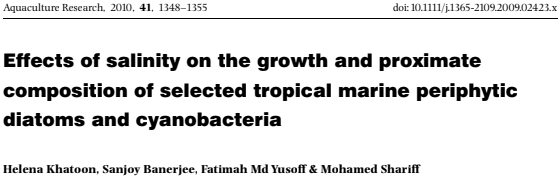 Aquaculture Research, 2010, 41, 1348–1355 doi:10.1111/j.1365-2109.2009.02423.x
Effects of salinity on the growth and proximate
composition of selected tropical marine periphytic
diatoms and cyanobacteria
Helena Khatoon, Sanjoy Banerjee, Fatimah Md Yusoff & Mohamed Shariff